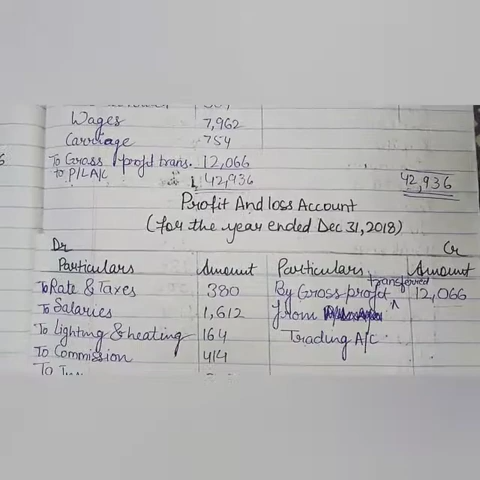 Wages 7,962
Carriage 754
To Gross profit trans. 12,066
to P/L A/c 42,936 42,936
Profit And loss Account
(for the year ended Dec 31, 2018)
Dr Cr
Particulars Amount Particulars Amount
To Rate & Taxes 380 By Gross profit transferred 12,066
To Salaries 1,612 from
To Lighting & heating 164 Trading A/C
To Commission 414
To